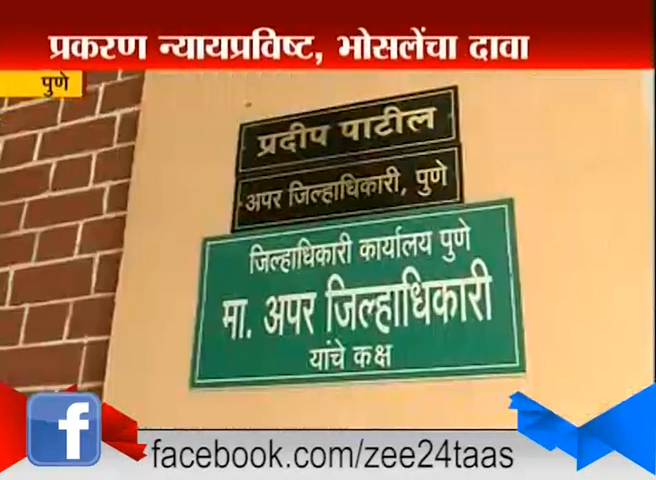 प्रकरण न्यायप्रविष्ट, भोसलेंचा दावा
पुणे
प्रदीप पाटील
अपर जिल्हाधिकारी, पुणे
जिल्हाधिकारी कार्यालय पुणे
मा. अपर जिल्हाधिकारी
यांचे कक्ष
f
facebook.com/zee24taas